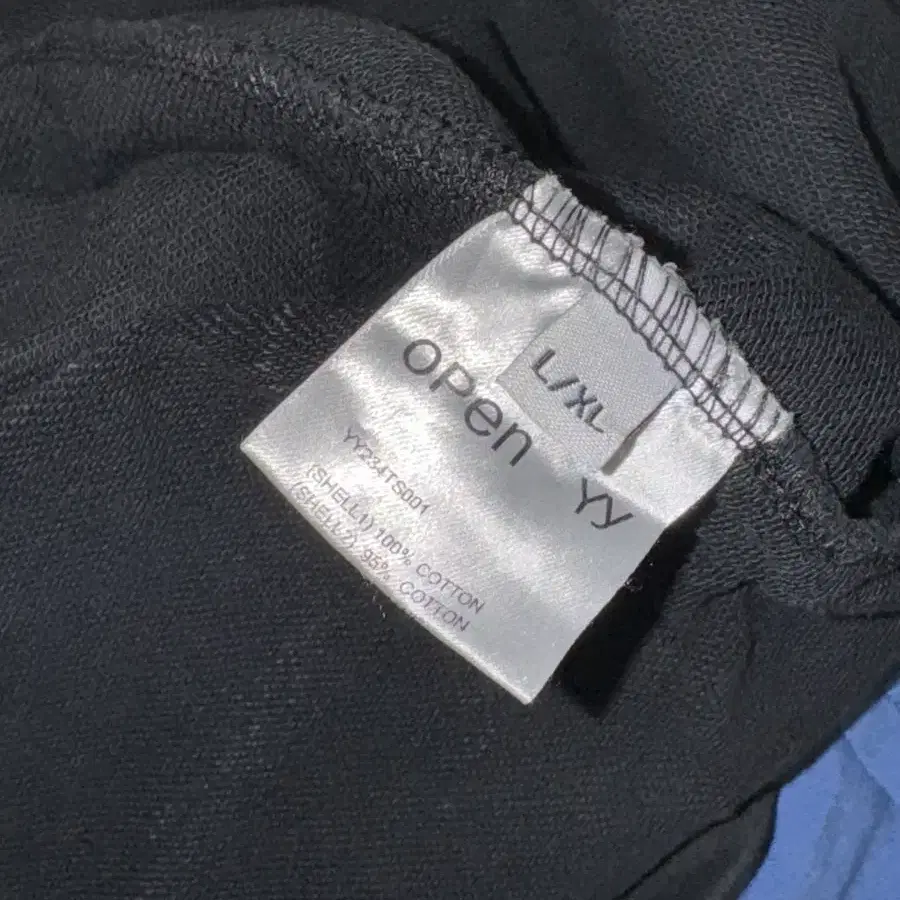 L/XL
OPen YY
YY234TS001
(SHELL1) 100% COTTON
(SHELL2) 95% COTTON